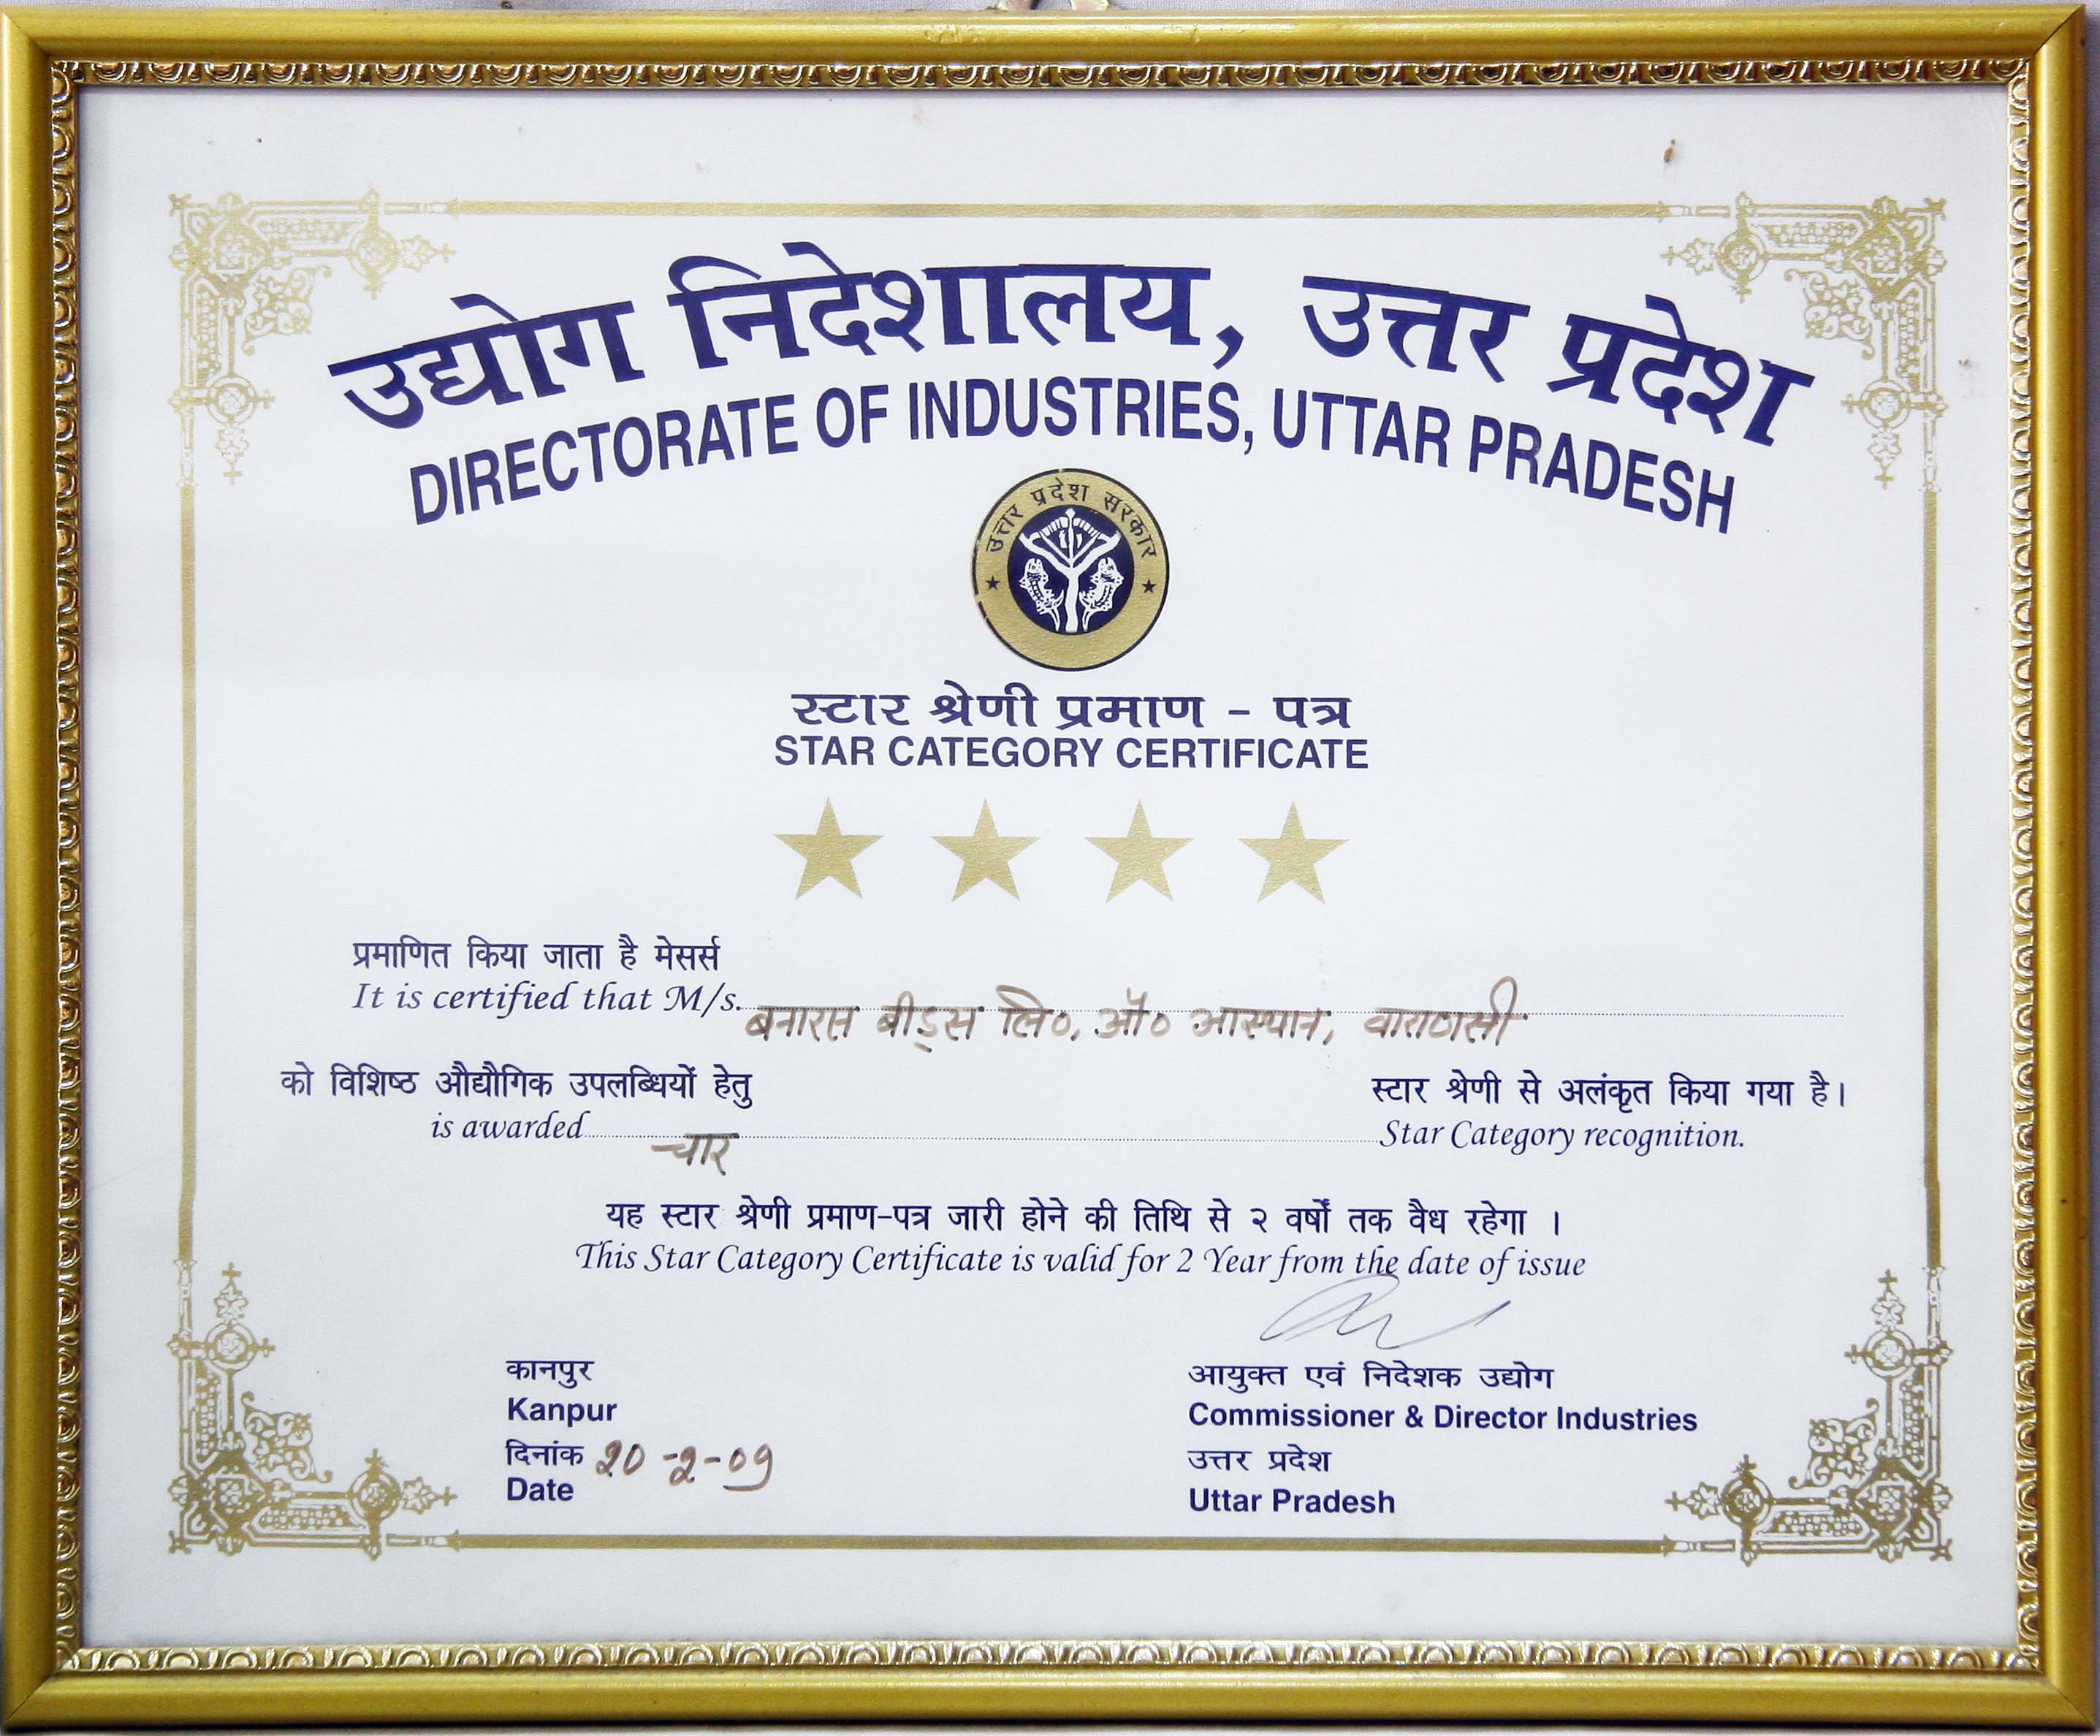 उद्योग निदेशालय, उत्तर प्रदेश
DIRECTORATE OF INDUSTRIES, UTTAR PRADESH
उत्तर प्रदेश सरकार
स्टार श्रेणी प्रमाण - पत्र
STAR CATEGORY CERTIFICATE
प्रमाणित किया जाता है मेसर्स
It is certified that M/s. बनारस बीड्स लि०, औ० आस्थान, वाराणसी
को विशिष्ठ औद्यौगिक उपलब्धियों हेतु स्टार श्रेणी से अलंकृत किया गया है।
is awarded चार Star Category recognition.
यह स्टार श्रेणी प्रमाण-पत्र जारी होने की तिथि से २ वर्षों तक वैध रहेगा ।
This Star Category Certificate is valid for 2 Year from the date of issue
कानपुर
Kanpur
दिनांक 20-2-09
Date
आयुक्त एवं निदेशक उद्योग
Commissioner & Director Industries
उत्तर प्रदेश
Uttar Pradesh